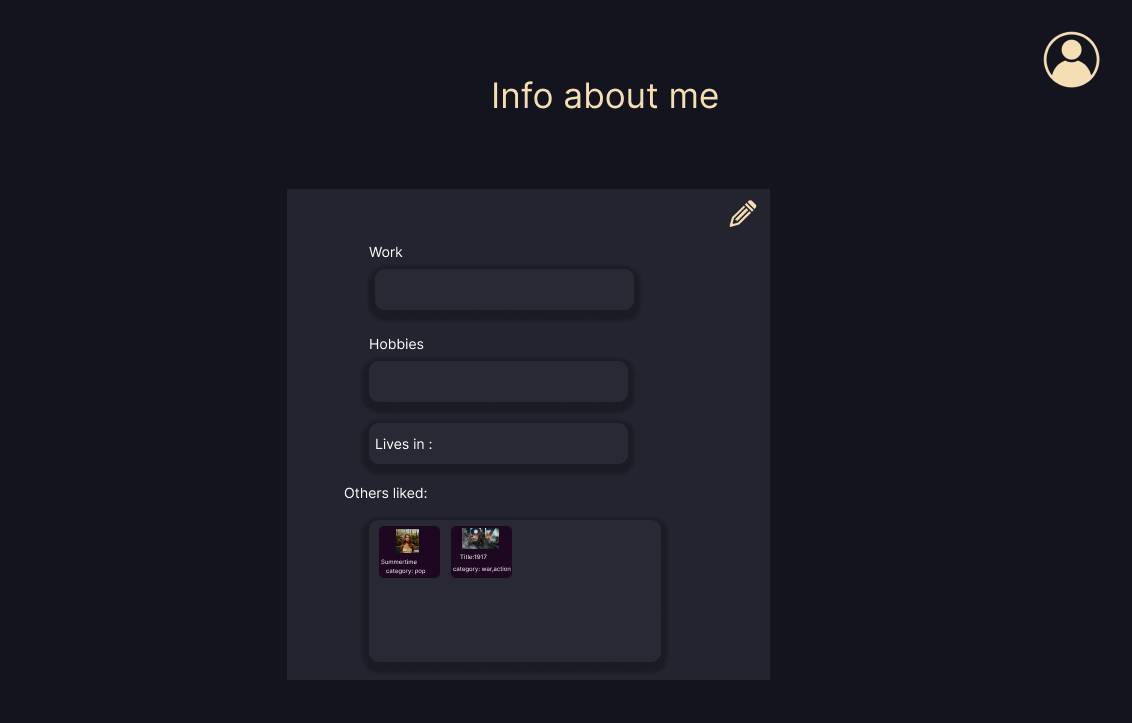 Info about me
Work
Hobbies
Lives in :
Others liked:
Summertime
category: pop
Title:1917
category: war,action